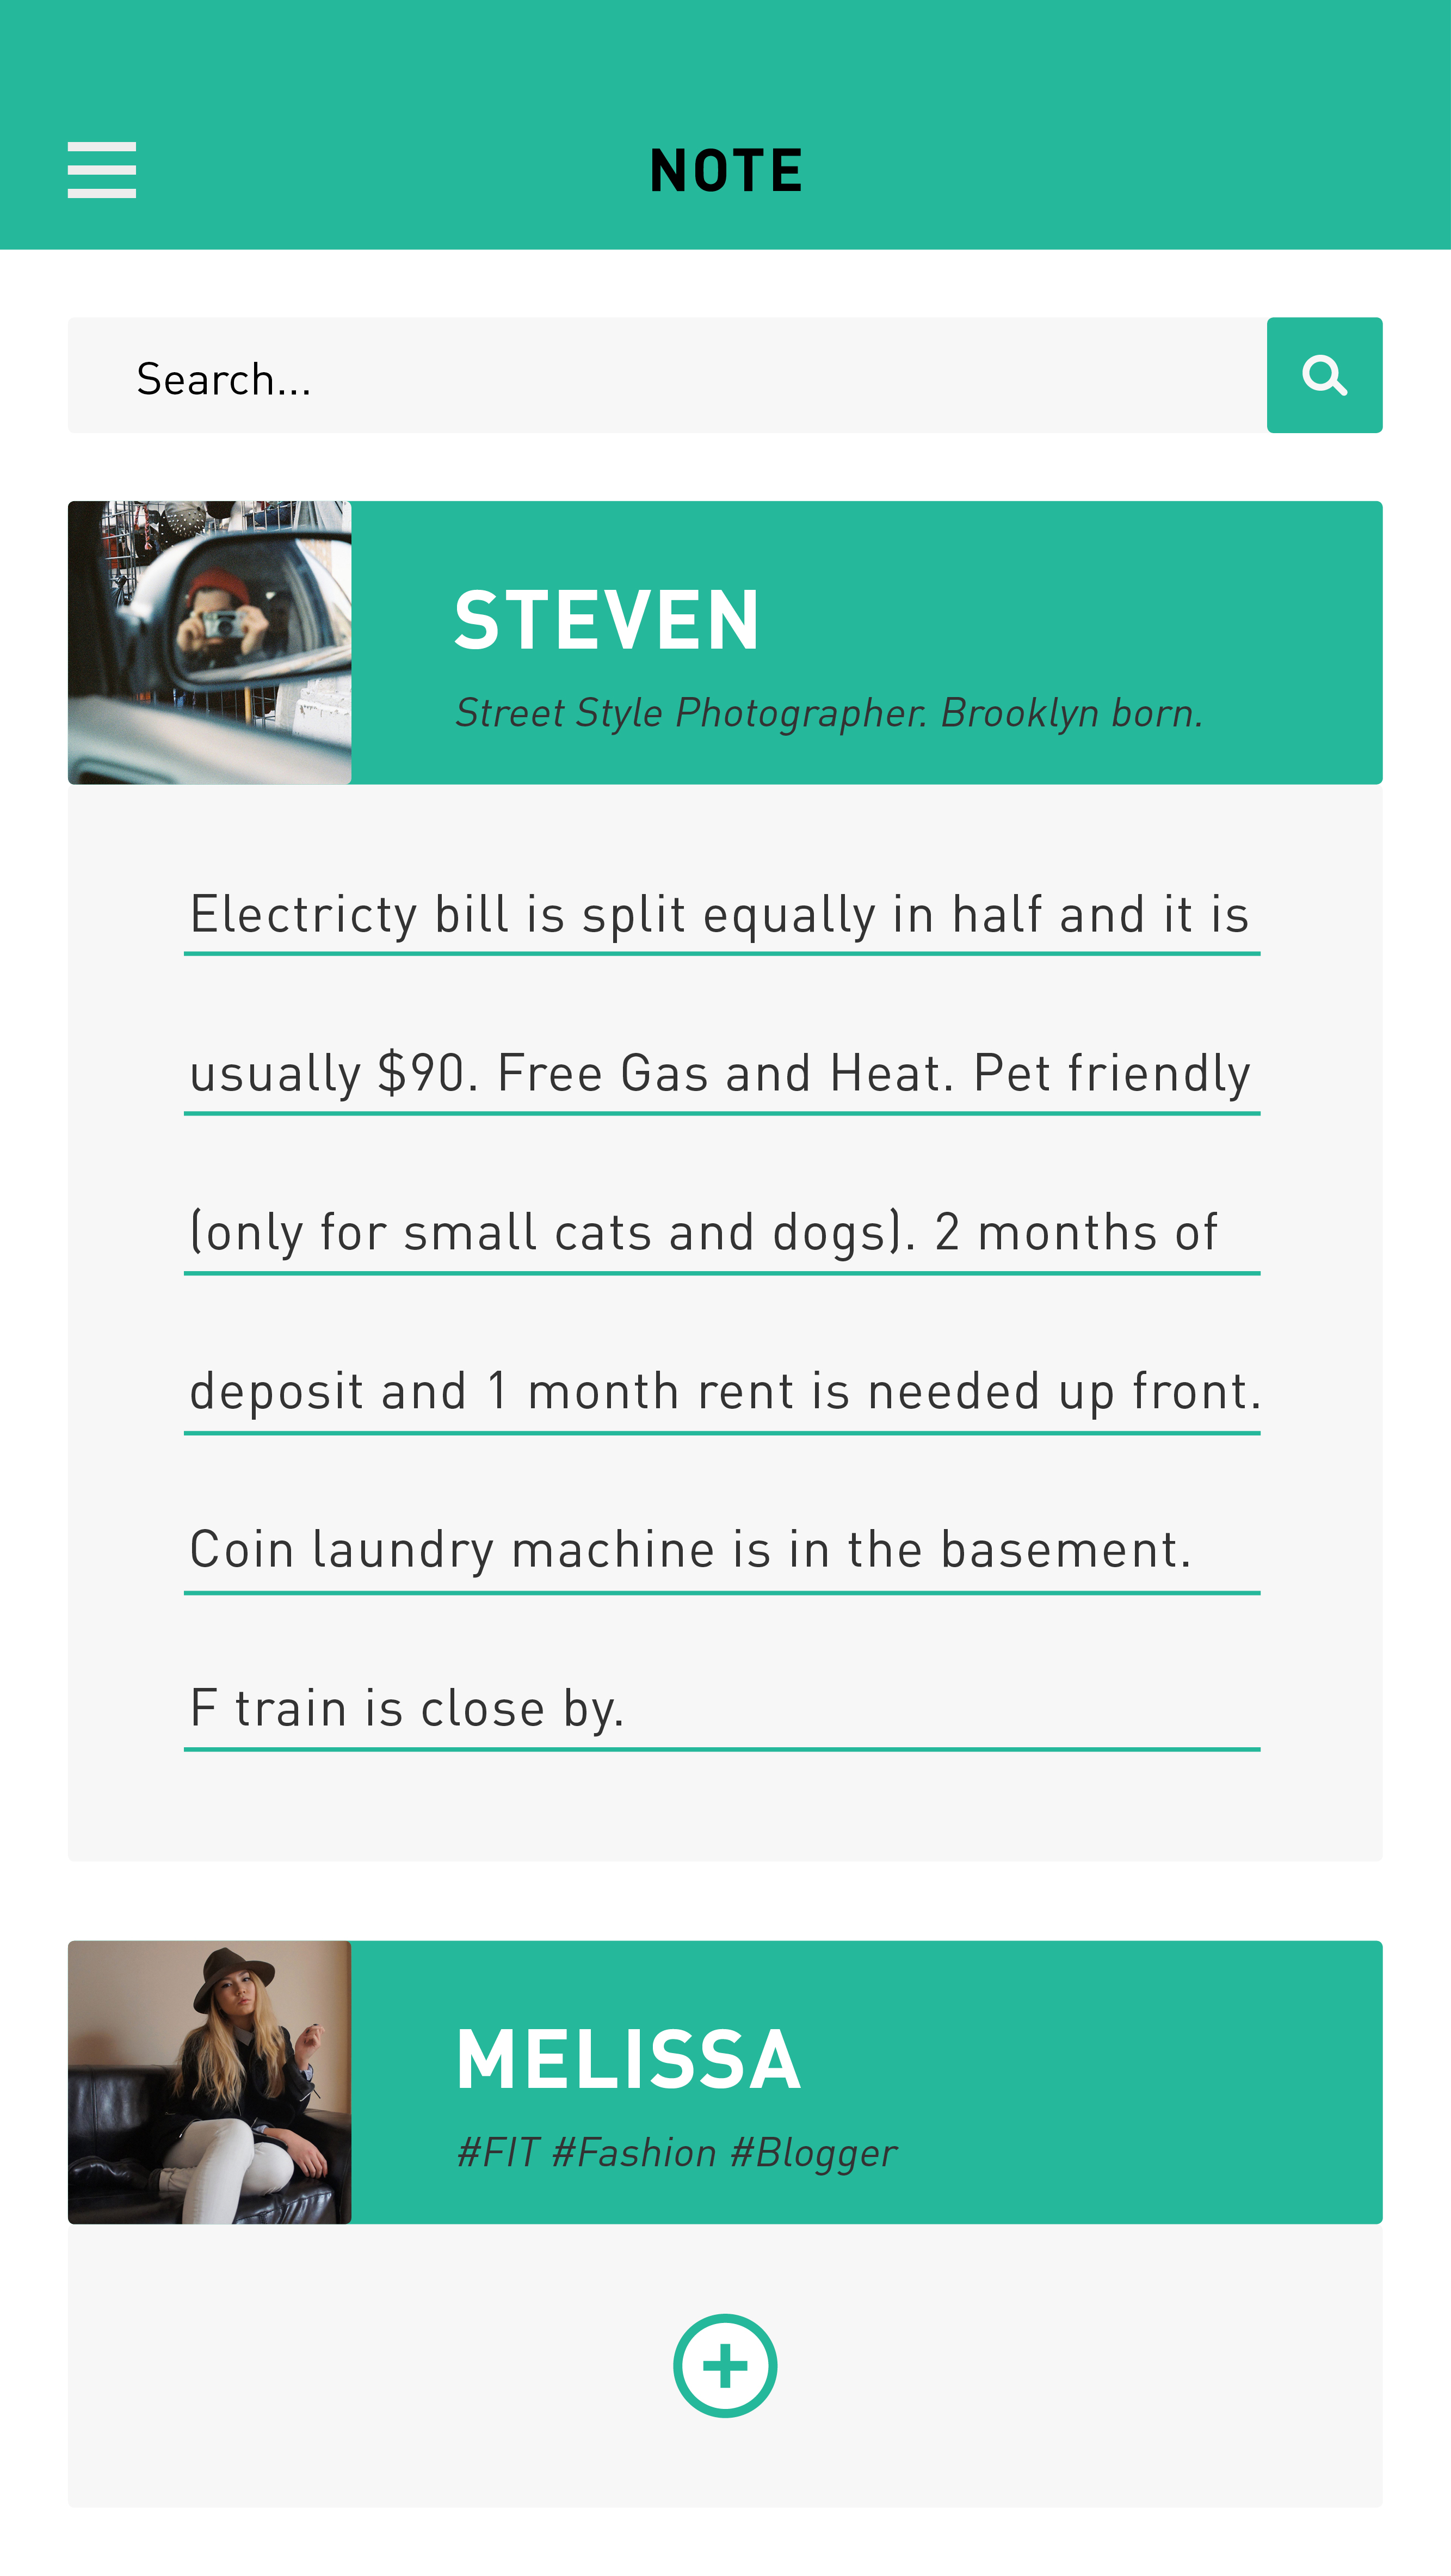 NOTE
Search...
STEVEN
Street Style Photographer. Brooklyn born.
Electricty bill is split equally in half and it is
usually $90. Free Gas and Heat. Pet friendly
(only for small cats and dogs). 2 months of
deposit and 1 month rent is needed up front.
Coin laundry machine is in the basement.
F train is close by.
MELISSA
#FIT #Fashion #Blogger